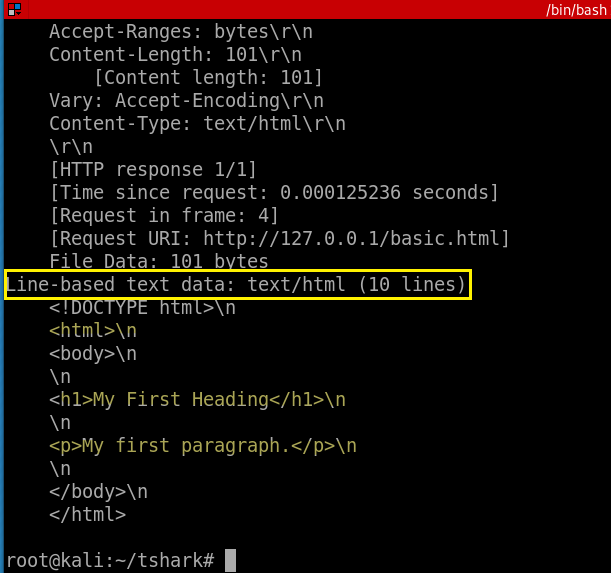 /bin/bash
Accept-Ranges: bytes\r\n
Content-Length: 101\r\n
[Content length: 101]
Vary: Accept-Encoding\r\n
Content-Type: text/html\r\n
\r\n
[HTTP response 1/1]
[Time since request: 0.000125236 seconds]
[Request in frame: 4]
[Request URI: http://127.0.0.1/basic.html]
File Data: 101 bytes
Line-based text data: text/html (10 lines)
<!DOCTYPE html>\n
<html>\n
<body>\n
\n
<h1>My First Heading</h1>\n
\n
<p>My first paragraph.</p>\n
\n
</body>\n
</html>
root@kali:~/tshark#